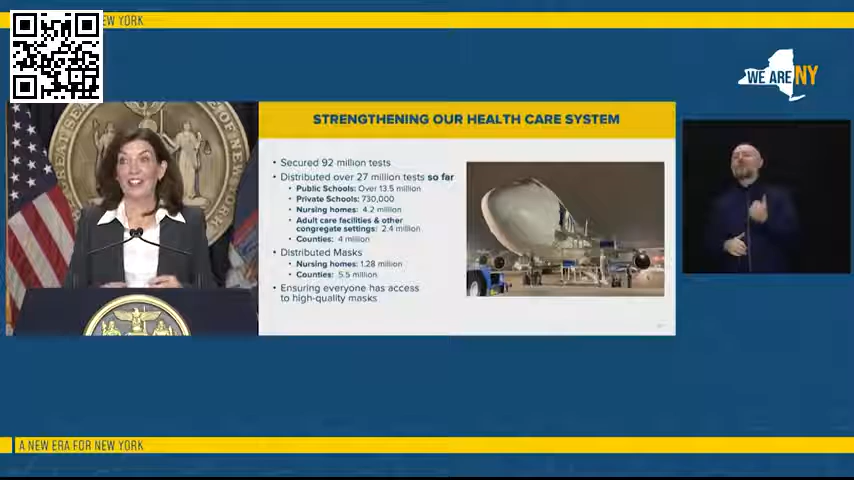 EW YORK
WE ARE NY
STRENGTHENING OUR HEALTH CARE SYSTEM
• Secured 92 million tests
• Distributed over 27 million tests so far
• Public Schools: Over 13.5 million
• Private Schools: 730,000
• Nursing homes: 4.2 million
• Adult care facilities & other
congregate settings: 2.4 million
• Counties: 4 million
• Distributed Masks
• Nursing homes: 1.28 million
• Counties: 5.5 million
• Ensuring everyone has access
to high-quality masks
A NEW ERA FOR NEW YORK